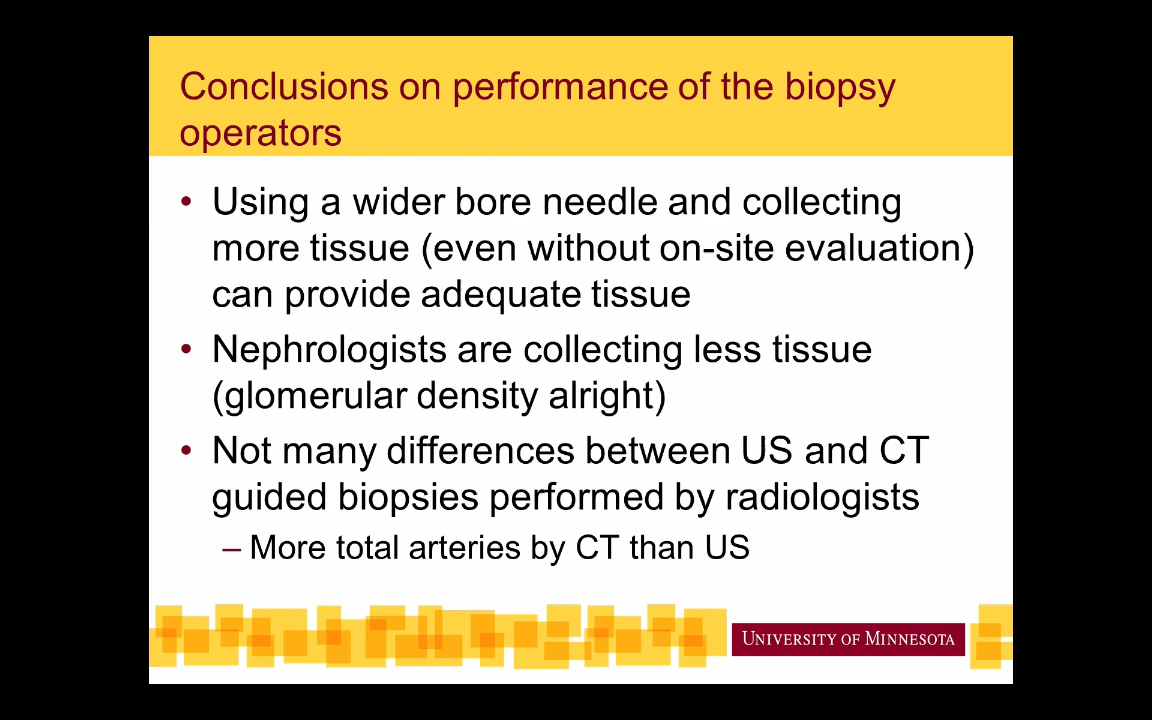 Conclusions on performance of the biopsy
operators
• Using a wider bore needle and collecting
more tissue (even without on-site evaluation)
can provide adequate tissue
• Nephrologists are collecting less tissue
(glomerular density alright)
• Not many differences between US and CT
guided biopsies performed by radiologists
– More total arteries by CT than US
UNIVERSITY OF MINNESOTA